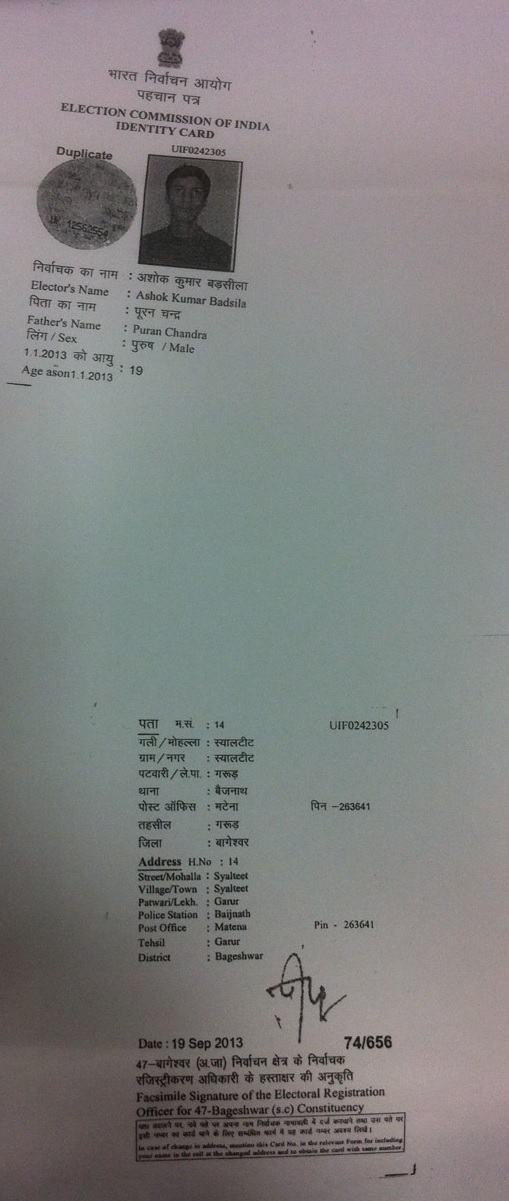 भारत निर्वाचन आयोग
पहचान पत्र
ELECTION COMMISSION OF INDIA
IDENTITY CARD
Duplicate UIF0242305
निर्वाचक का नाम : अशोक कुमार बड़सीला
Elector's Name : Ashok Kumar Badsila
पिता का नाम : पूरन चन्द्र
Father's Name : Puran Chandra
लिंग / Sex : पुरुष / Male
1.1.2013 को आयु : 19
Age ason1.1.2013
पता म.सं. : 14 UIF0242305
गली/मोहल्ला : स्यालटीट
ग्राम/नगर : स्यालटीट
पटवारी/ले.पा. : गरूड़
थाना : बैजनाथ
पोस्ट ऑफिस : मटेना पिन -263641
तहसील : गरूड़
जिला : बागेश्वर
Address H.No : 14
Street/Mohalla : Syalteet
Village/Town : Syalteet
Patwari/Lekh. : Garur
Police Station : Baijnath
Post Office : Matena Pin - 263641
Tehsil : Garur
District : Bageshwar
Date : 19 Sep 2013 74/656
47-बागेश्वर (अ.जा) निर्वाचन क्षेत्र के निर्वाचक
रजिस्ट्रीकरण अधिकारी के हस्ताक्षर की अनुकृति
Facsimile Signature of the Electoral Registration
Officer for 47-Bageshwar (s.c) Constituency
पता बदलने पर, नये पते पर अपना नाम निर्वाचक नामावली में दर्ज करवाने तथा उस पते पर
इसी नम्बर का कार्ड पाने के लिए सम्बंधित फार्म में यह कार्ड नम्बर अवश्य लिखें।
In case of change in address, mention this Card No. in the relevant Form for including
your name in the roll at the changed address and to obtain the card with same number.